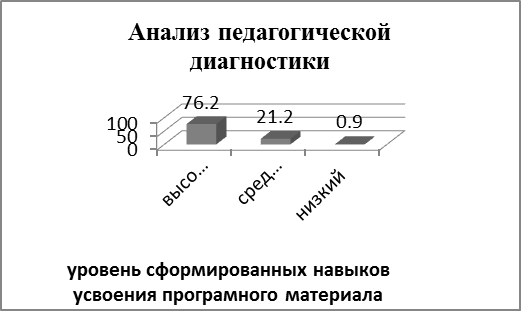 Анализ педагогической
диагностики
76.2
21.2
0.9
100
50
0
высо...
сред...
низкий
уровень сформированных навыков
усвоения програмного материала